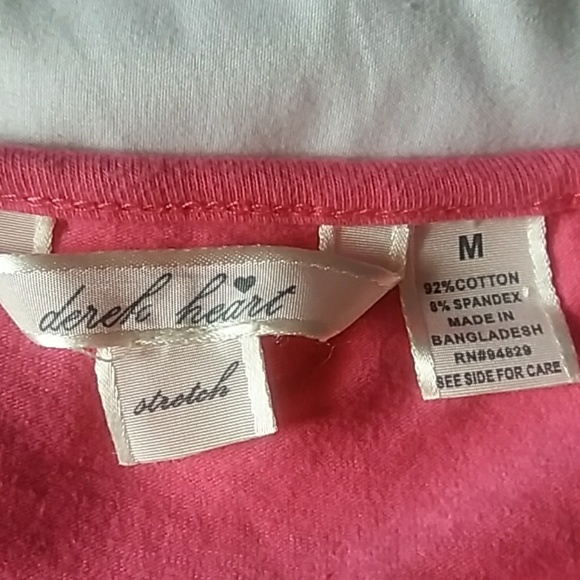 derek heart
stretch
M
92%COTTON
8% SPANDEX
MADE IN
BANGLADESH
RN#94829
SEE SIDE FOR CARE